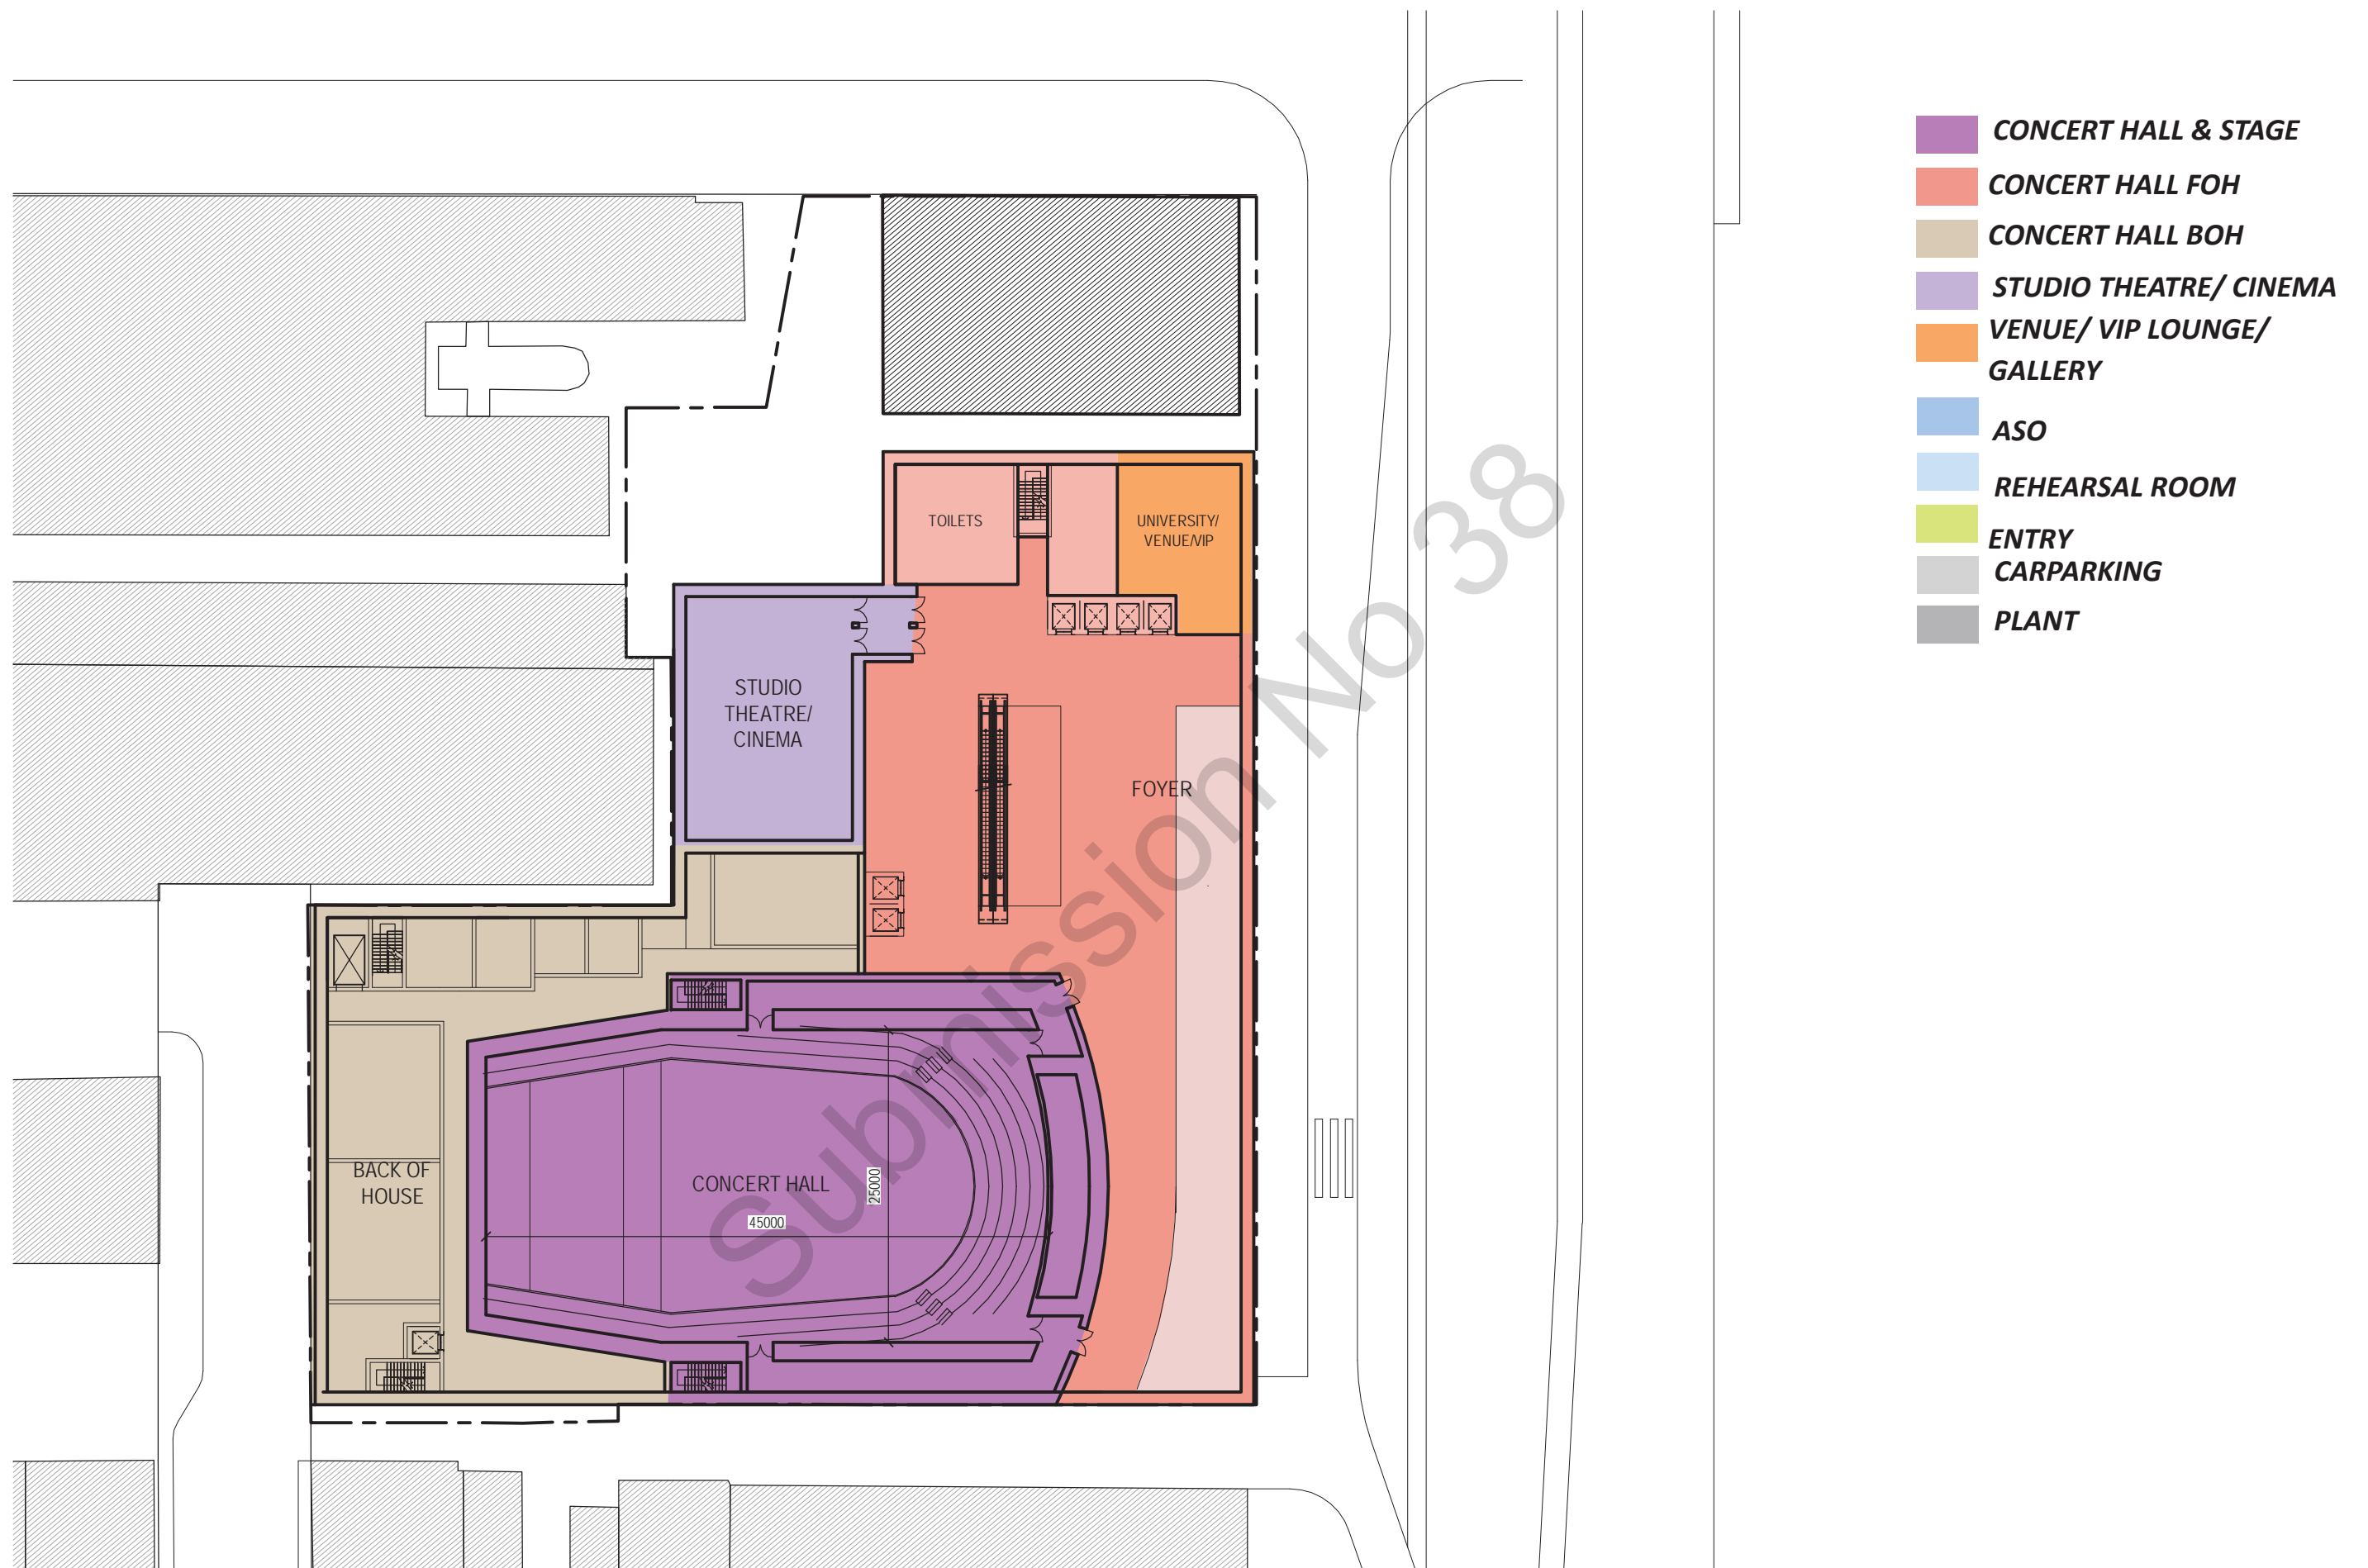 CONCERT HALL & STAGE
CONCERT HALL FOH
CONCERT HALL BOH
STUDIO THEATRE/ CINEMA
VENUE/ VIP LOUNGE/
GALLERY
ASO
REHEARSAL ROOM
ENTRY
CARPARKING
PLANT
TOILETS
UNIVERSITY/
VENUE/VIP
STUDIO
THEATRE/
CINEMA
FOYER
BACK OF
HOUSE
CONCERT HALL
25000
45000
Submission No 38